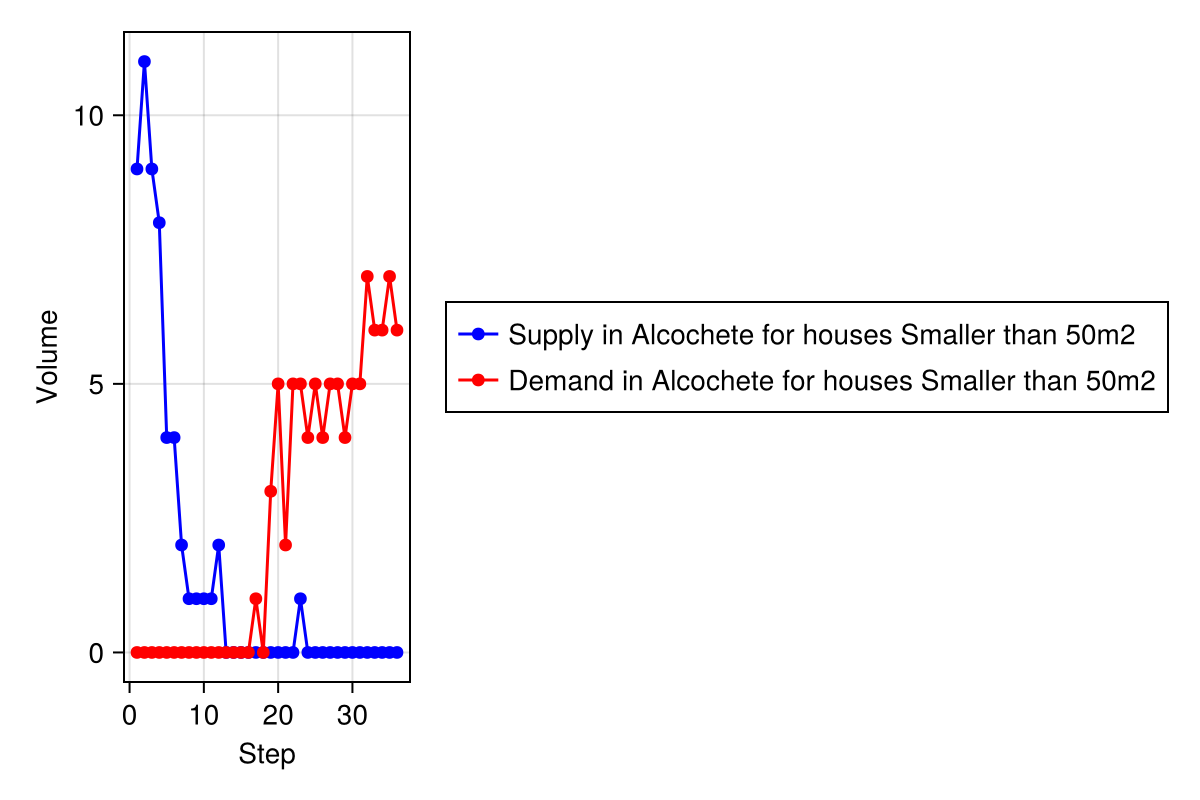 10
5
0
Volume
0 10 20 30
Step
Supply in Alcochete for houses Smaller than 50m2
Demand in Alcochete for houses Smaller than 50m2